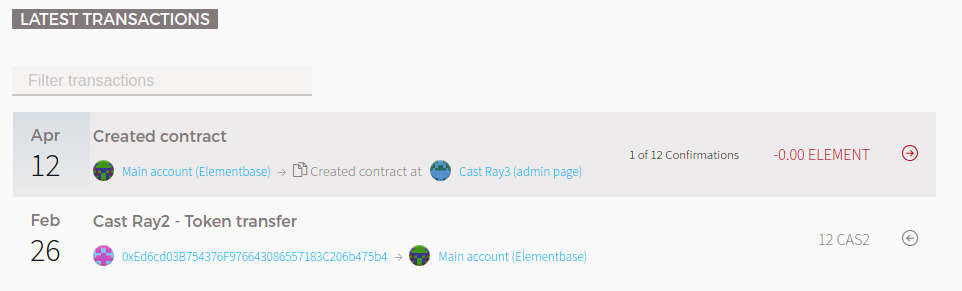 LATEST TRANSACTIONS
Filter transactions
Apr
12
Created contract
Main account (Elementbase) → Created contract at Cast Ray3 (admin page)
1 of 12 Confirmations
-0.00 ELEMENT
Feb
26
Cast Ray2 - Token transfer
0xEd6cd03B754376F976643086557183C206b475b4 → Main account (Elementbase)
12 CAS2